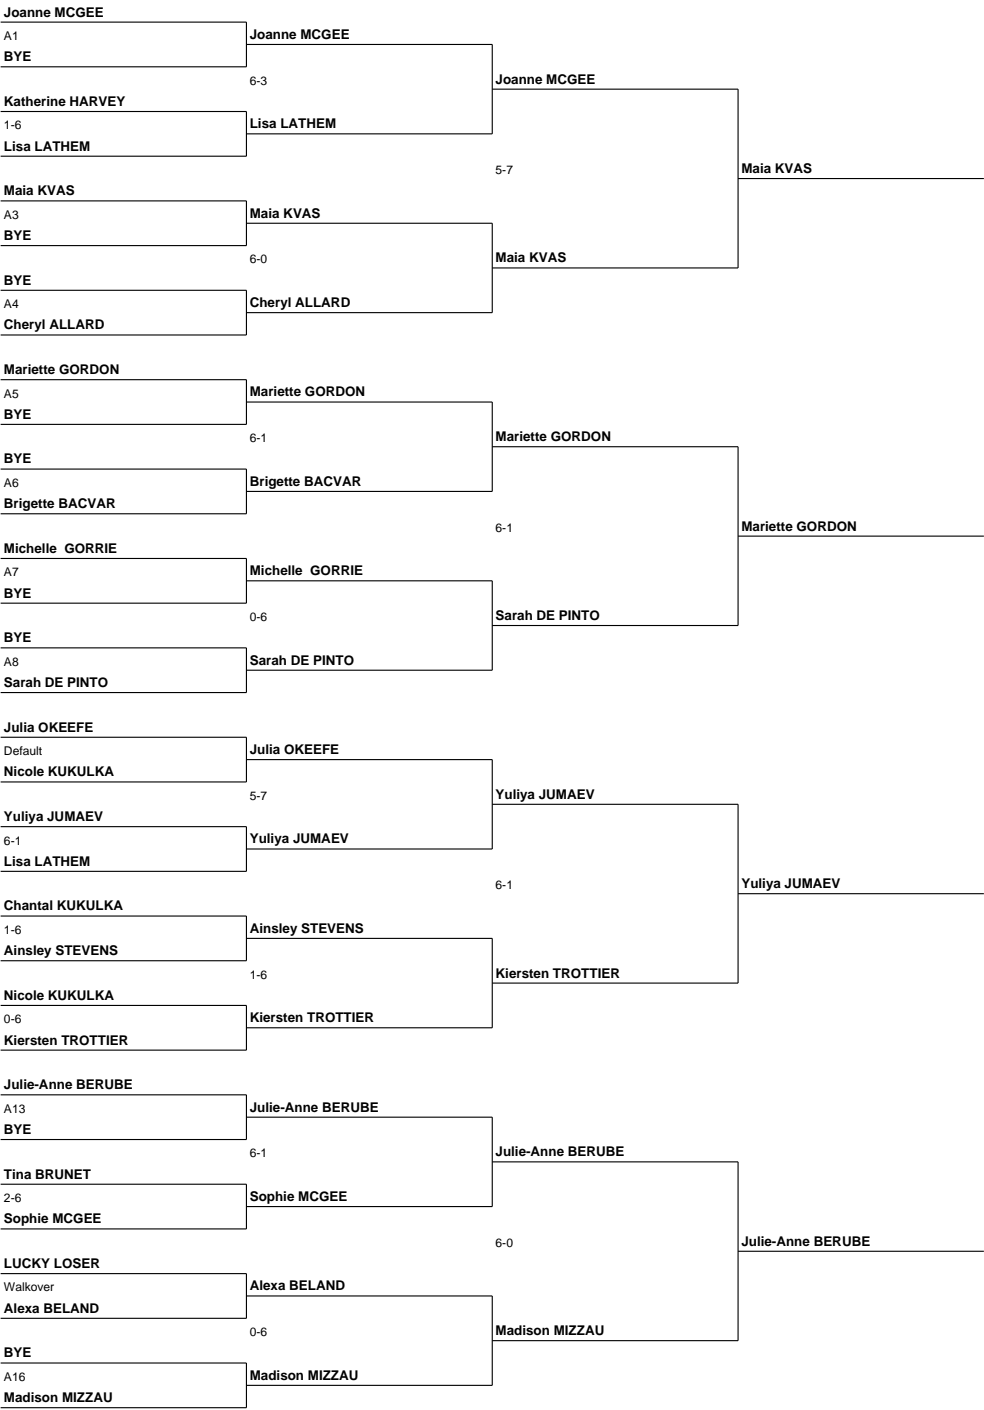 Joanne MCGEE
A1
BYE
Joanne MCGEE
6-3
Katherine HARVEY
1-6
Lisa LATHEM
Lisa LATHEM
Joanne MCGEE
5-7
Maia KVAS
A3
BYE
Maia KVAS
6-0
BYE
A4
Cheryl ALLARD
Cheryl ALLARD
Maia KVAS
Maia KVAS
Mariette GORDON
A5
BYE
Mariette GORDON
6-1
BYE
A6
Brigette BACVAR
Brigette BACVAR
Mariette GORDON
6-1
Michelle  GORRIE
A7
BYE
Michelle  GORRIE
0-6
BYE
A8
Sarah DE PINTO
Sarah DE PINTO
Sarah DE PINTO
Mariette GORDON
Julia OKEEFE
Default
Nicole KUKULKA
Julia OKEEFE
5-7
Yuliya JUMAEV
6-1
Lisa LATHEM
Yuliya JUMAEV
Yuliya JUMAEV
6-1
Chantal KUKULKA
1-6
Ainsley STEVENS
Ainsley STEVENS
1-6
Nicole KUKULKA
0-6
Kiersten TROTTIER
Kiersten TROTTIER
Kiersten TROTTIER
Yuliya JUMAEV
Julie-Anne BERUBE
A13
BYE
Julie-Anne BERUBE
6-1
Tina BRUNET
2-6
Sophie MCGEE
Sophie MCGEE
Julie-Anne BERUBE
6-0
LUCKY LOSER
Walkover
Alexa BELAND
Alexa BELAND
0-6
BYE
A16
Madison MIZZAU
Madison MIZZAU
Madison MIZZAU
Julie-Anne BERUBE